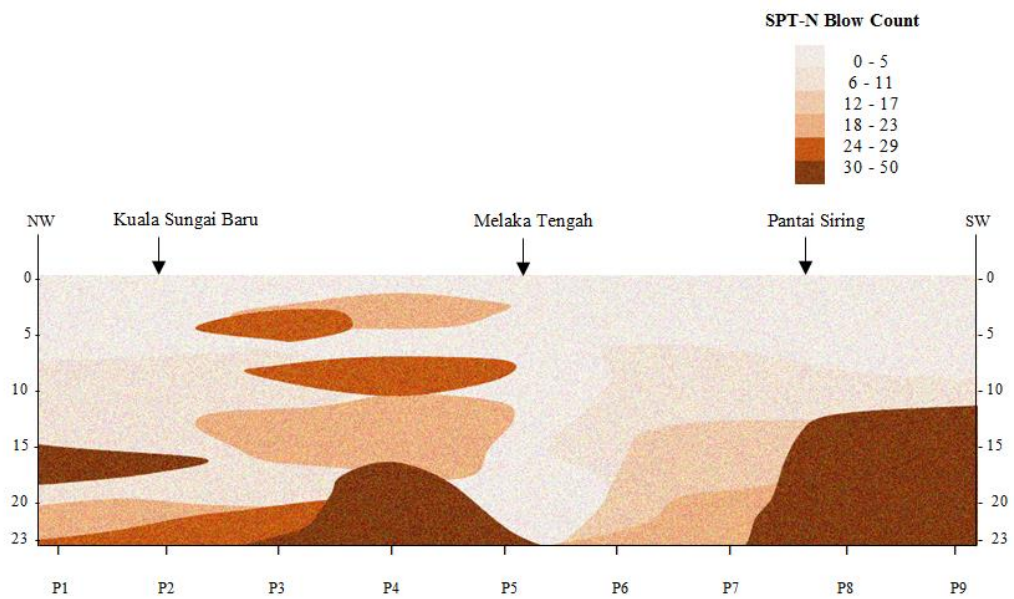 SPT-N Blow Count
0 - 5
6 - 11
12 - 17
18 - 23
24 - 29
30 - 50
NW Kuala Sungai Baru Melaka Tengah Pantai Siring SW
0 0
5 5
10 10
15 15
20 20
23 23
P1 P2 P3 P4 P5 P6 P7 P8 P9